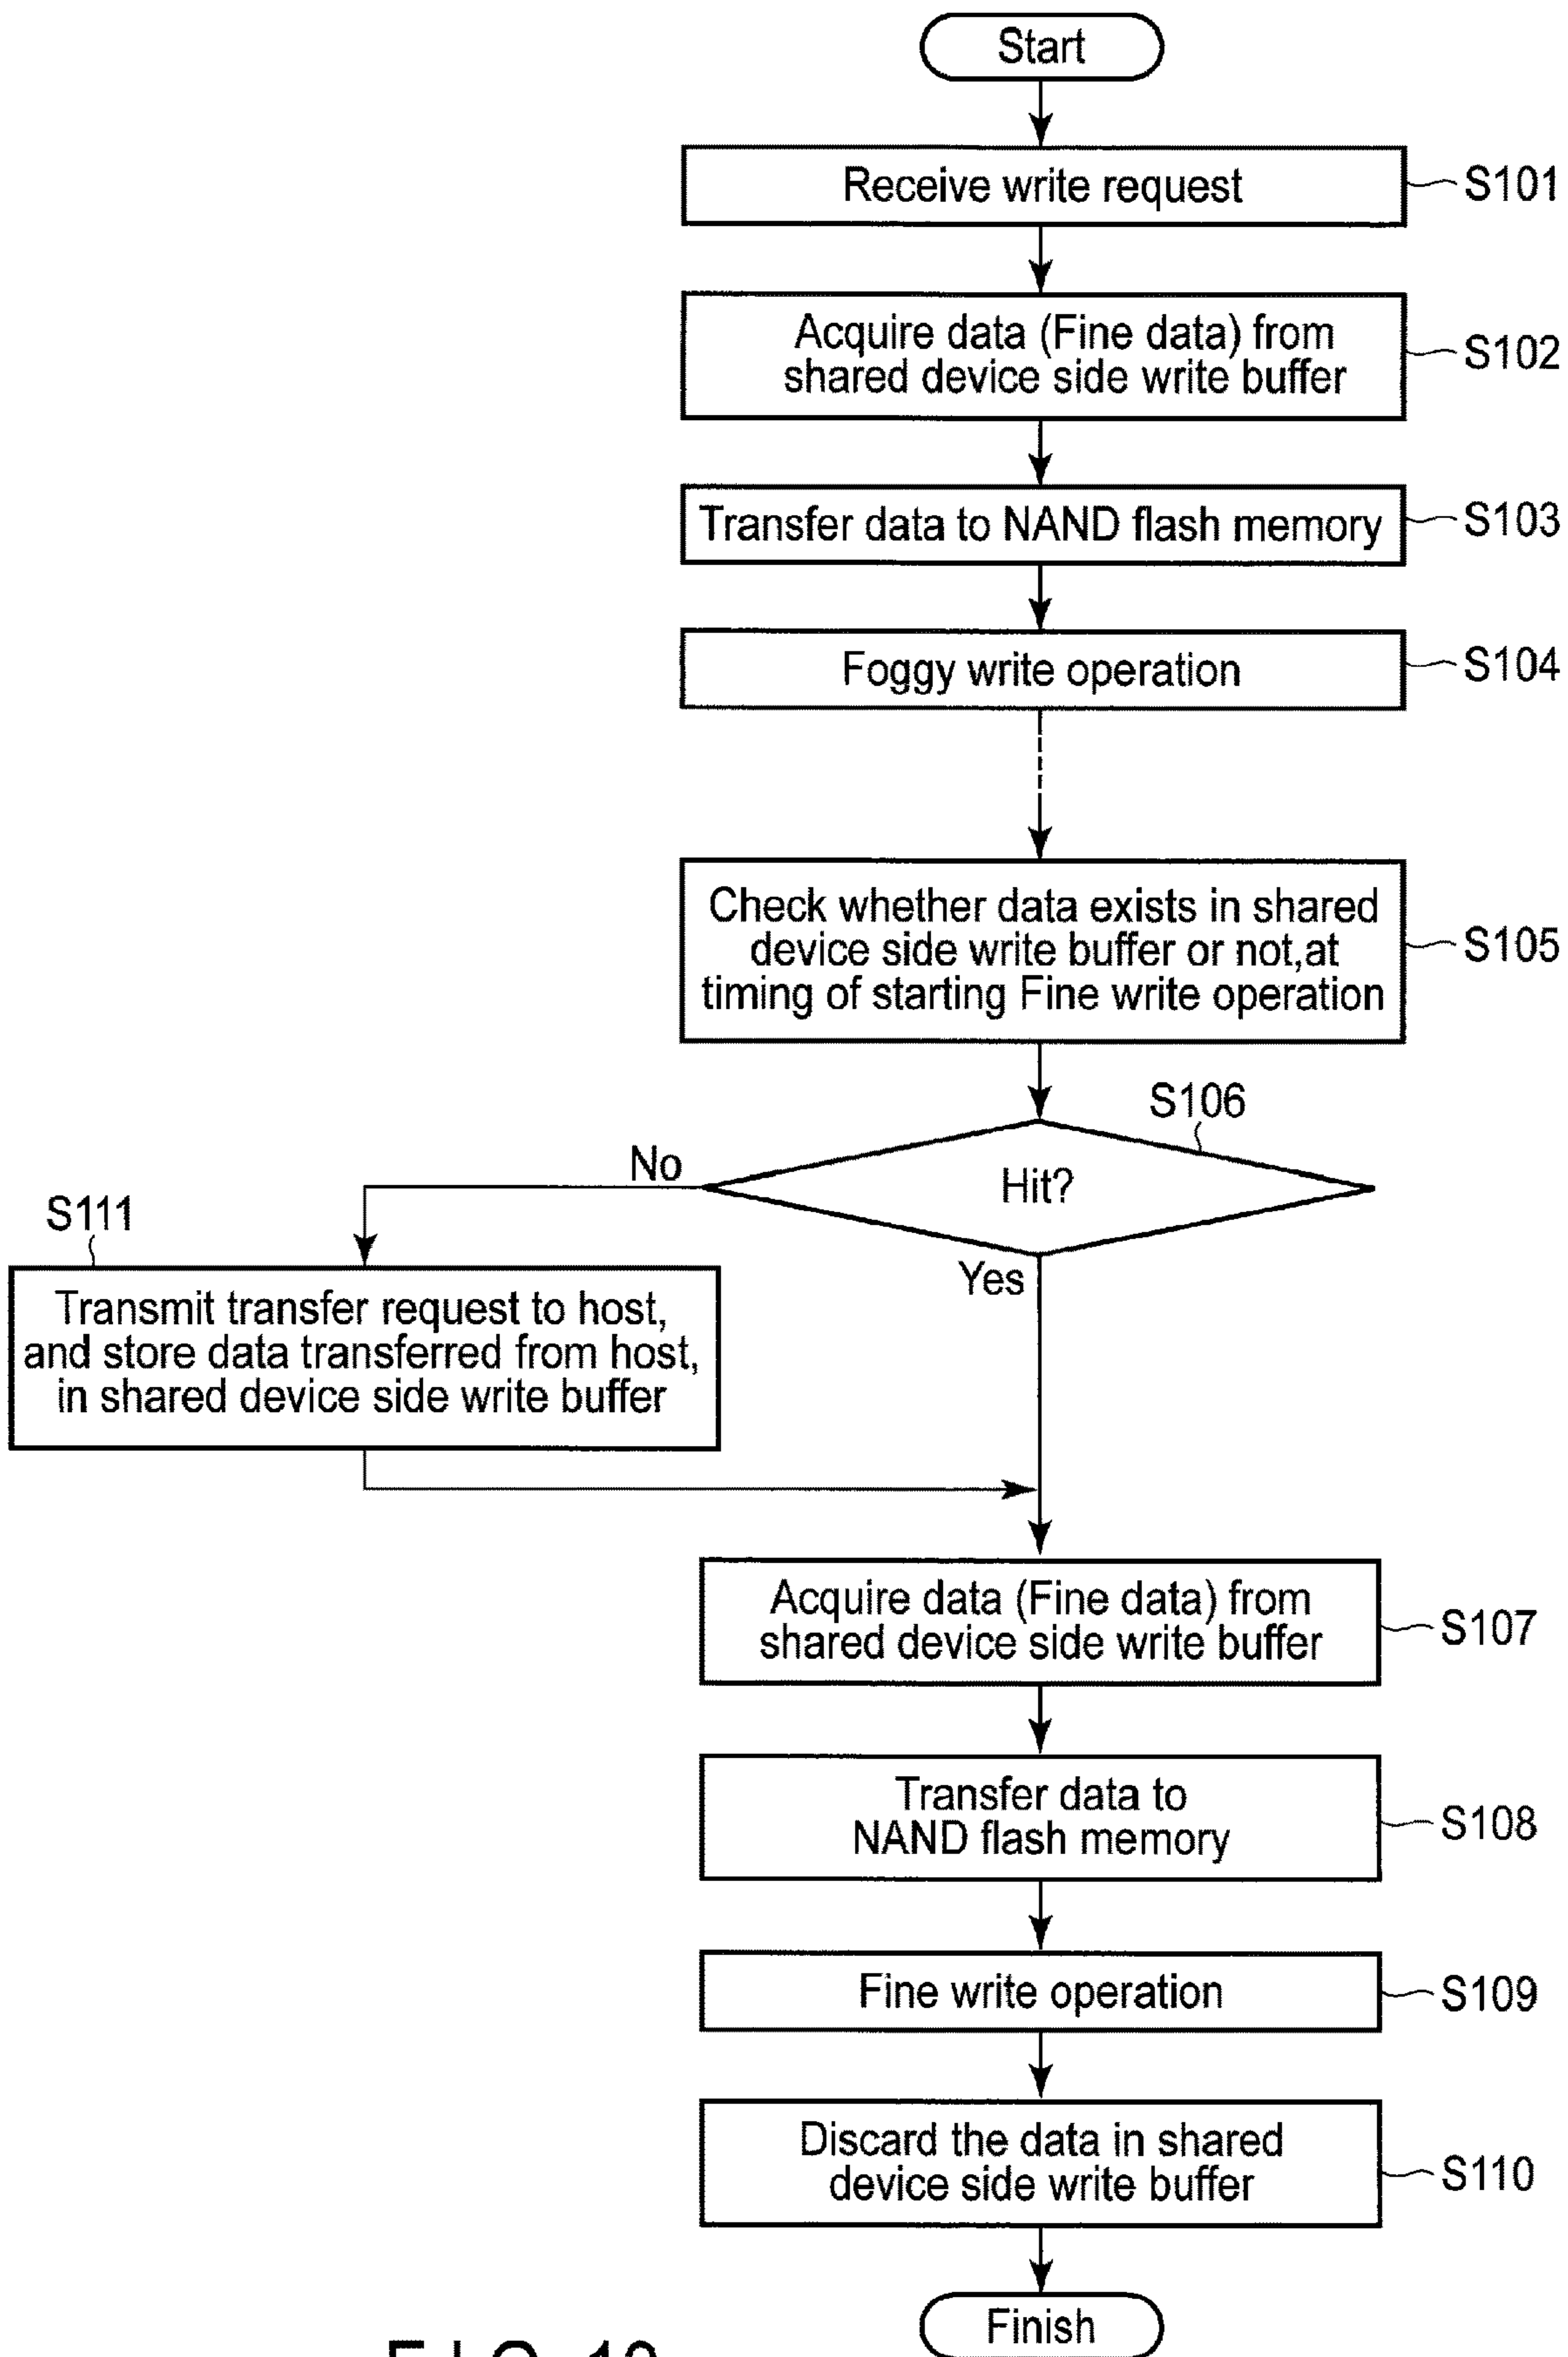 Start
Receive write request
S101
Acquire data (Fine data) from
shared device side write buffer
S102
Transfer data to NAND flash memory
S103
Foggy write operation
S104
Check whether data exists in shared
device side write buffer or not,at
timing of starting Fine write operation
S105
S106
Hit?
No
Yes
S111
Transmit transfer request to host,
and store data transferred from host,
in shared device side write buffer
Acquire data (Fine data) from
shared device side write buffer
S107
Transfer data to
NAND flash memory
S108
Fine write operation
S109
Discard the data in shared
device side write buffer
S110
Finish